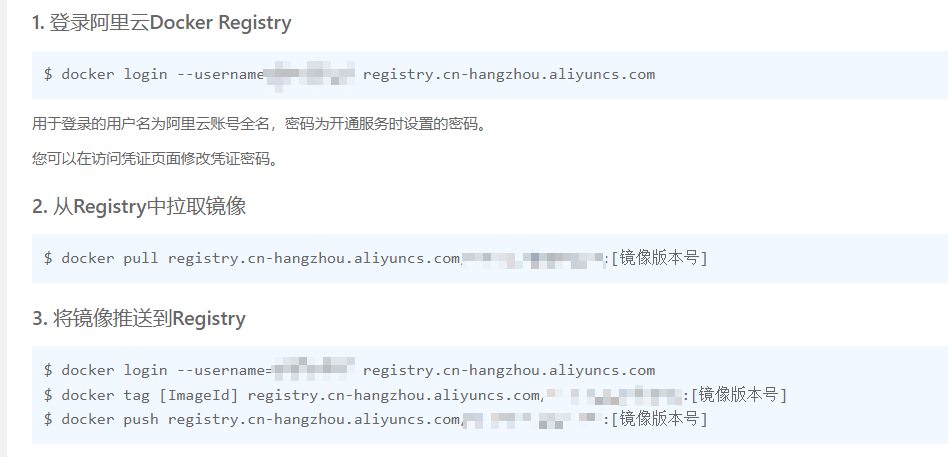 1. 登录阿里云Docker Registry
$ docker login --username registry.cn-hangzhou.aliyuncs.com
用于登录的用户名为阿里云账号全名，密码为开通服务时设置的密码。
您可以在访问凭证页面修改凭证密码。
2. 从Registry中拉取镜像
$ docker pull registry.cn-hangzhou.aliyuncs.com/ :[镜像版本号]
3. 将镜像推送到Registry
$ docker login --username= registry.cn-hangzhou.aliyuncs.com
$ docker tag [ImageId] registry.cn-hangzhou.aliyuncs.com/ :[镜像版本号]
$ docker push registry.cn-hangzhou.aliyuncs.com/ :[镜像版本号]